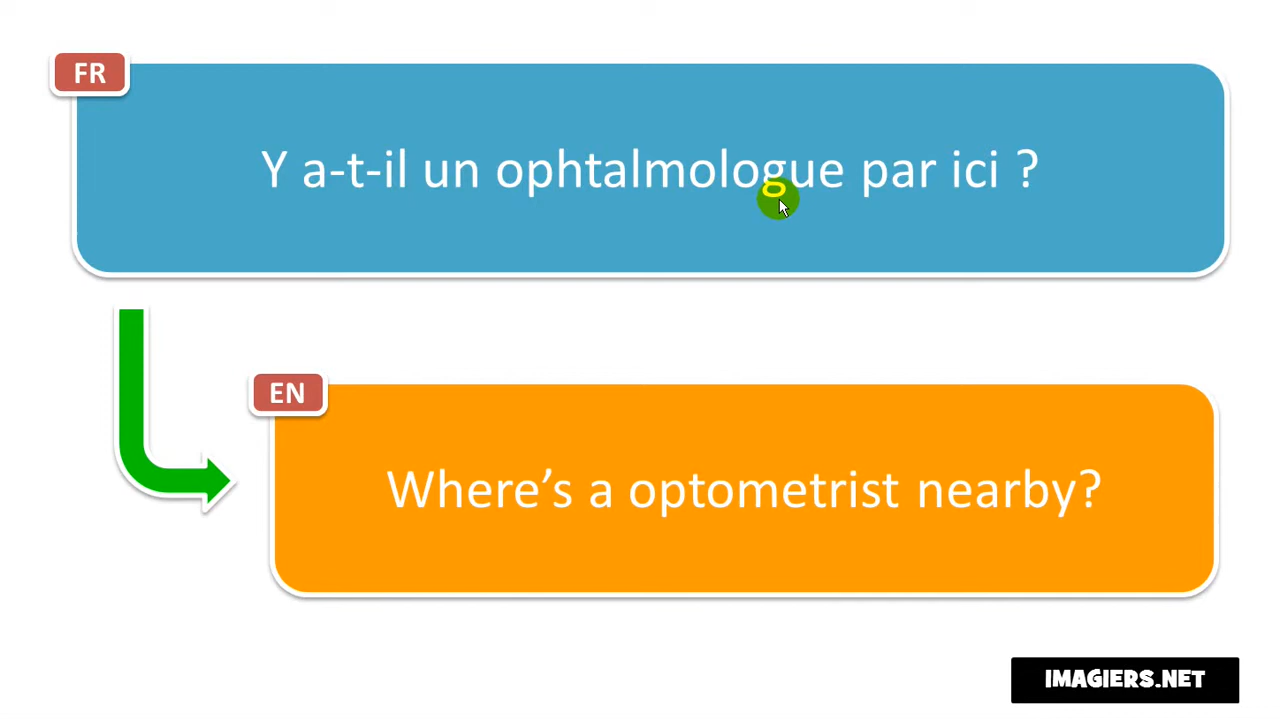 FR
Y a-t-il un ophtalmologue par ici ?
EN
Where’s a optometrist nearby?
IMAGIERS.NET